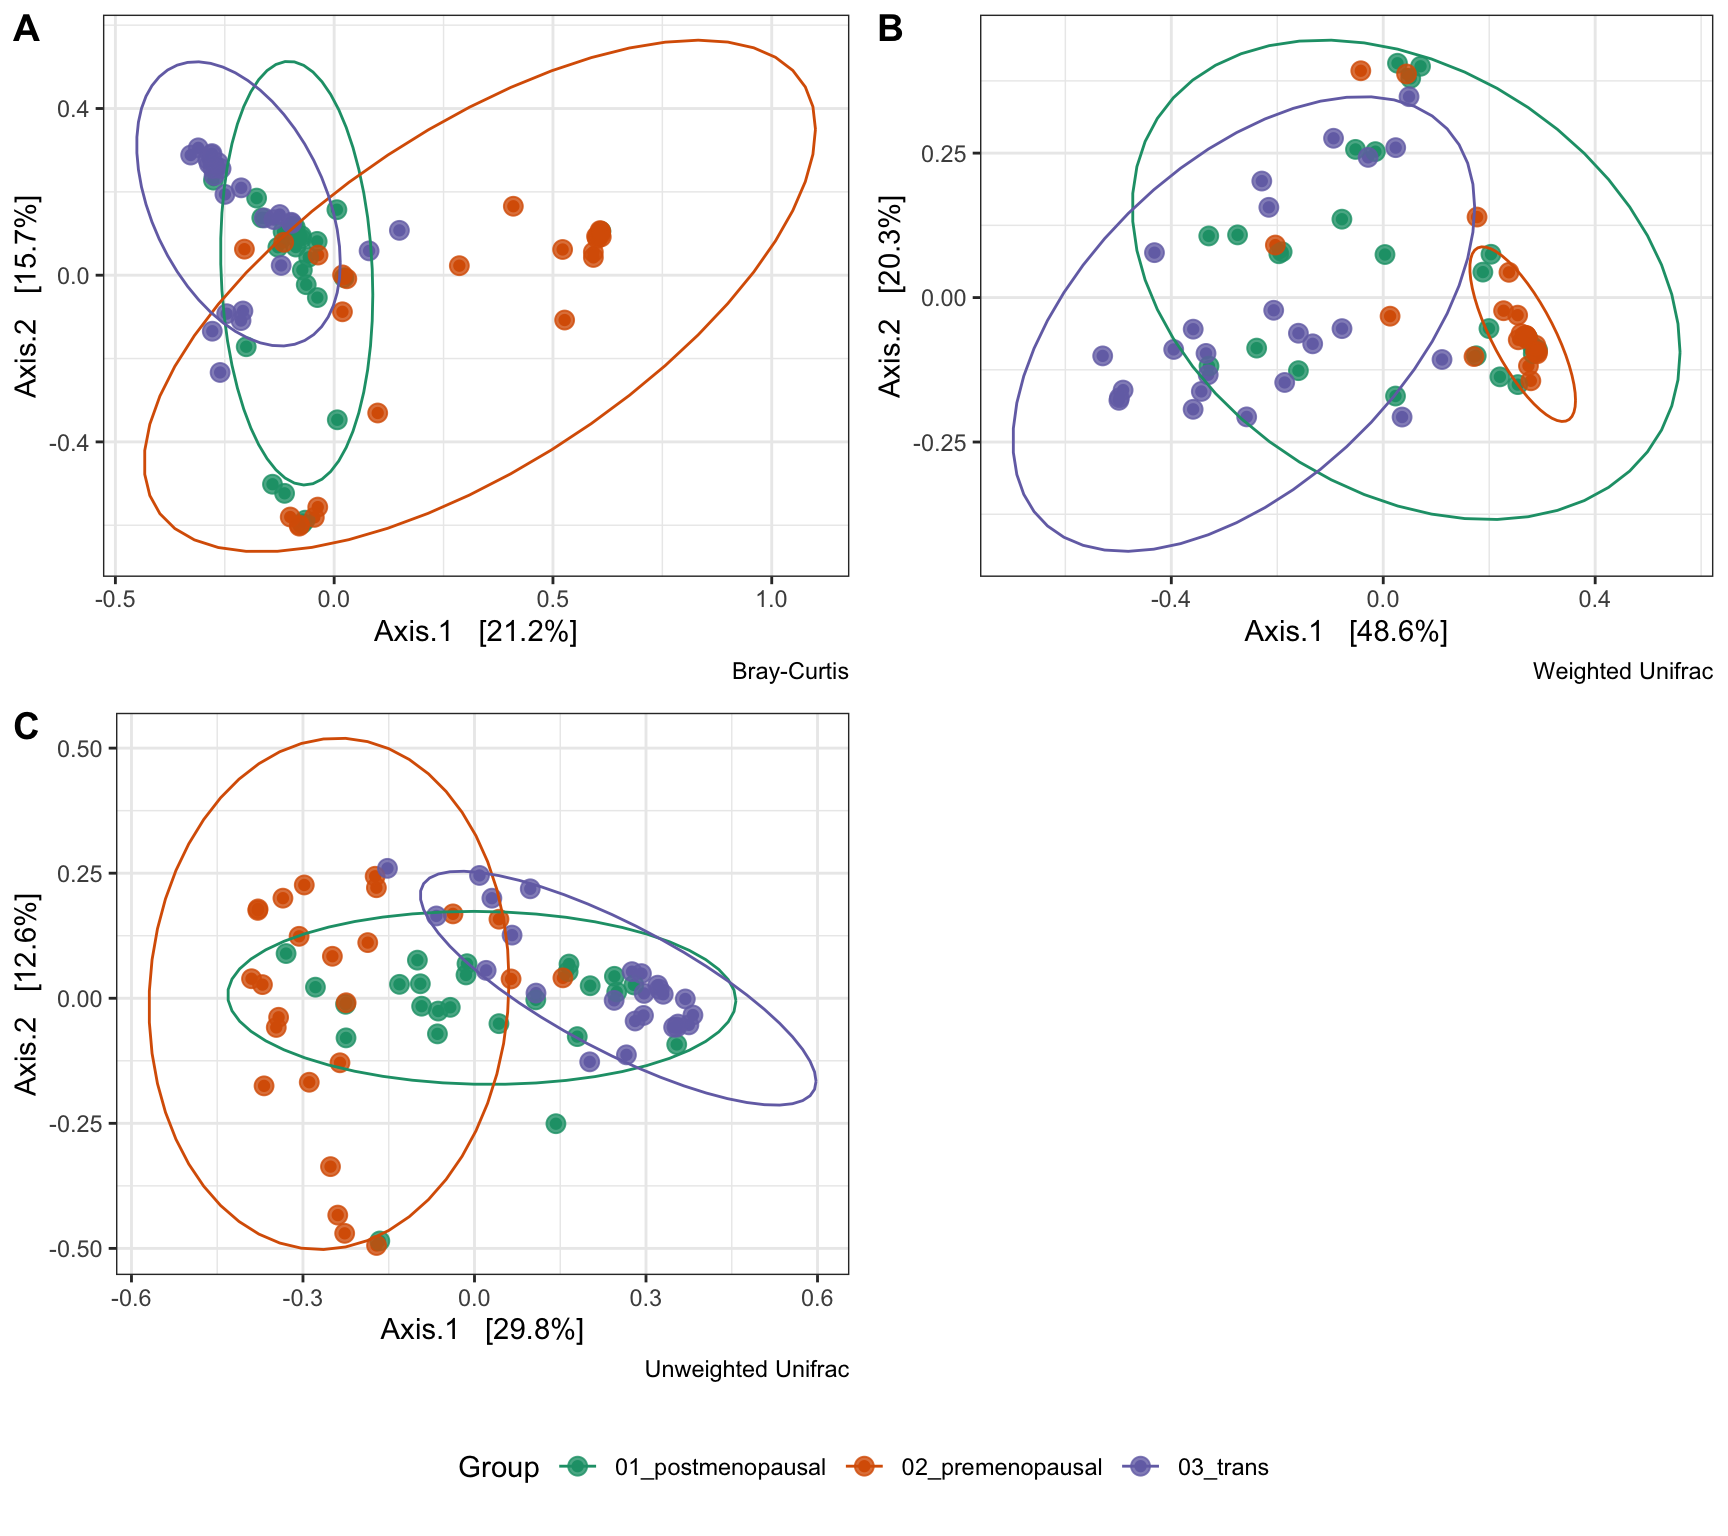 A
Axis.2 [15.7%]
0.4
0.0
-0.4
-0.5 0.0 0.5 1.0
Axis.1 [21.2%]
Bray-Curtis
B
Axis.2 [20.3%]
0.25
0.00
-0.25
-0.4 0.0 0.4
Axis.1 [48.6%]
Weighted Unifrac
C
Axis.2 [12.6%]
0.50
0.25
0.00
-0.25
-0.50
-0.6 -0.3 0.0 0.3 0.6
Axis.1 [29.8%]
Unweighted Unifrac
Group 01_postmenopausal 02_premenopausal 03_trans